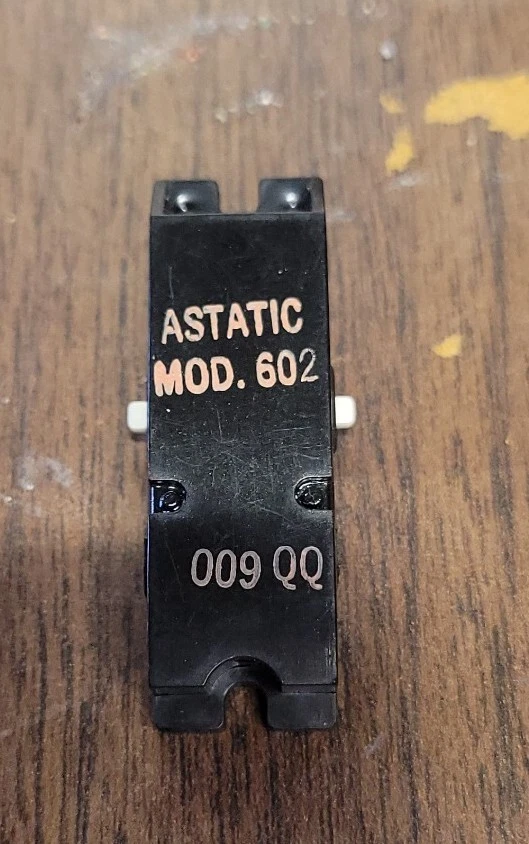 ASTATIC
MOD. 602
009 QQ